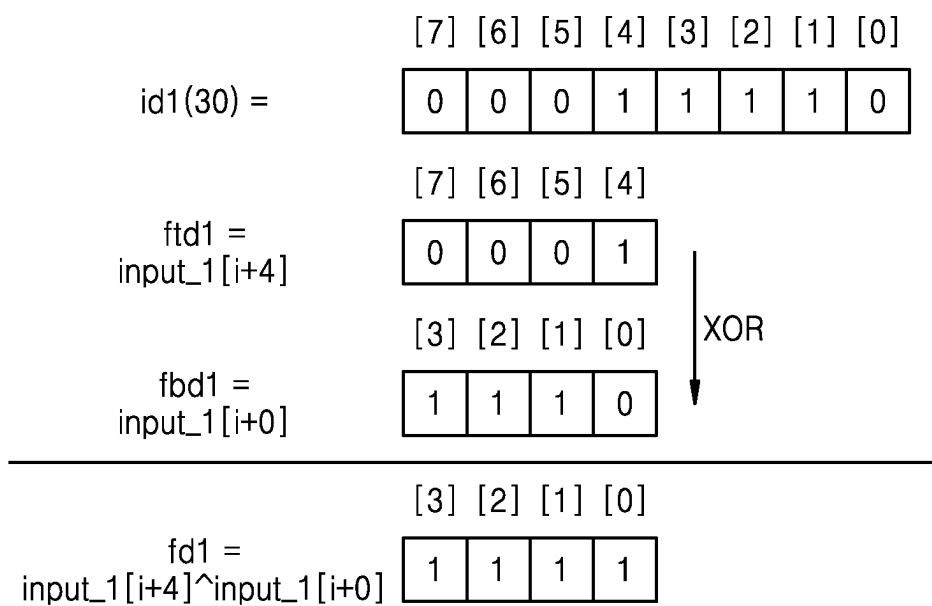 [7] [6] [5] [4] [3] [2] [1] [0]
id1(30) = 0 0 0 1 1 1 1 0
[7] [6] [5] [4]
ftd1 =
input_1[i+4] 0 0 0 1
XOR
[3] [2] [1] [0]
fbd1 =
input_1[i+0] 1 1 1 0
[3] [2] [1] [0]
fd1 =
input_1[i+4]^input_1[i+0] 1 1 1 1